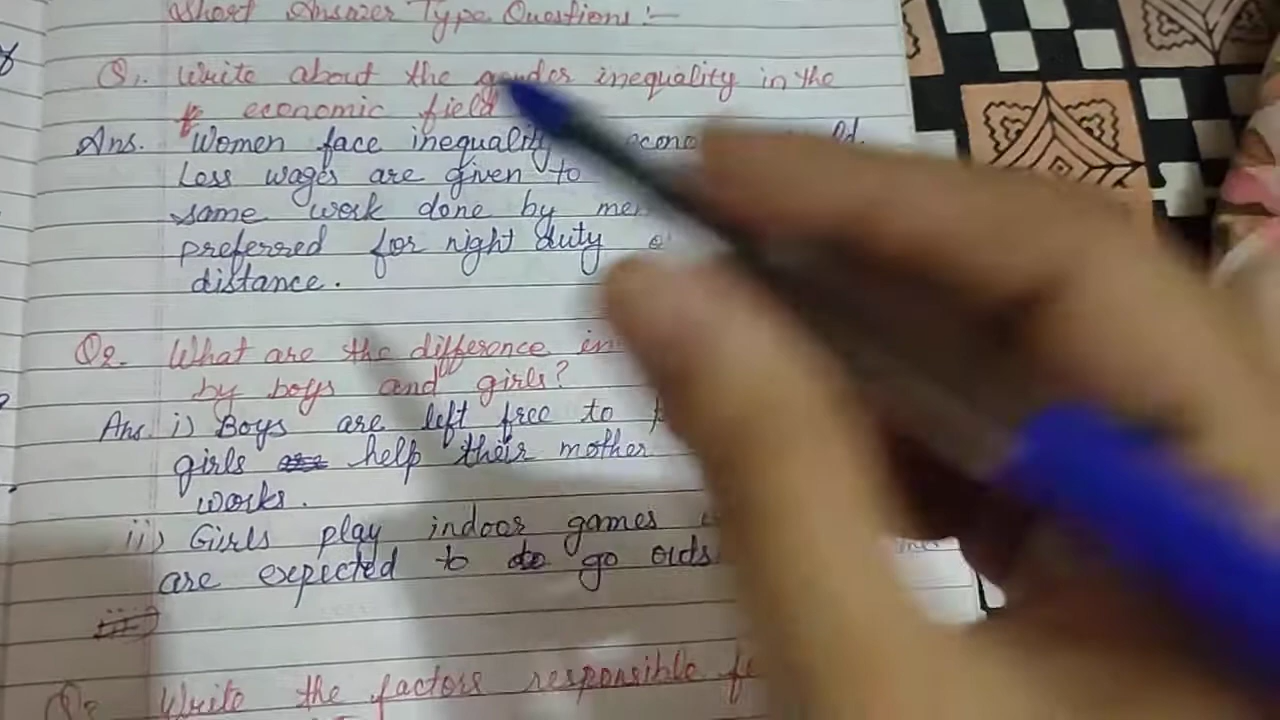 Short Answer Type Questions:-
Q1. Write about the gender inequality in the
economic field
Ans. Women face inequality
Less wages are given to
same work done by men
preferred for night duty
distance.
Q2. What are the difference in
by boys and girls?
Ans. i) Boys are left free to
girls help their mother
works.
ii) Girls play indoor games
are expected to go outs
Q3 Write the factors responsible